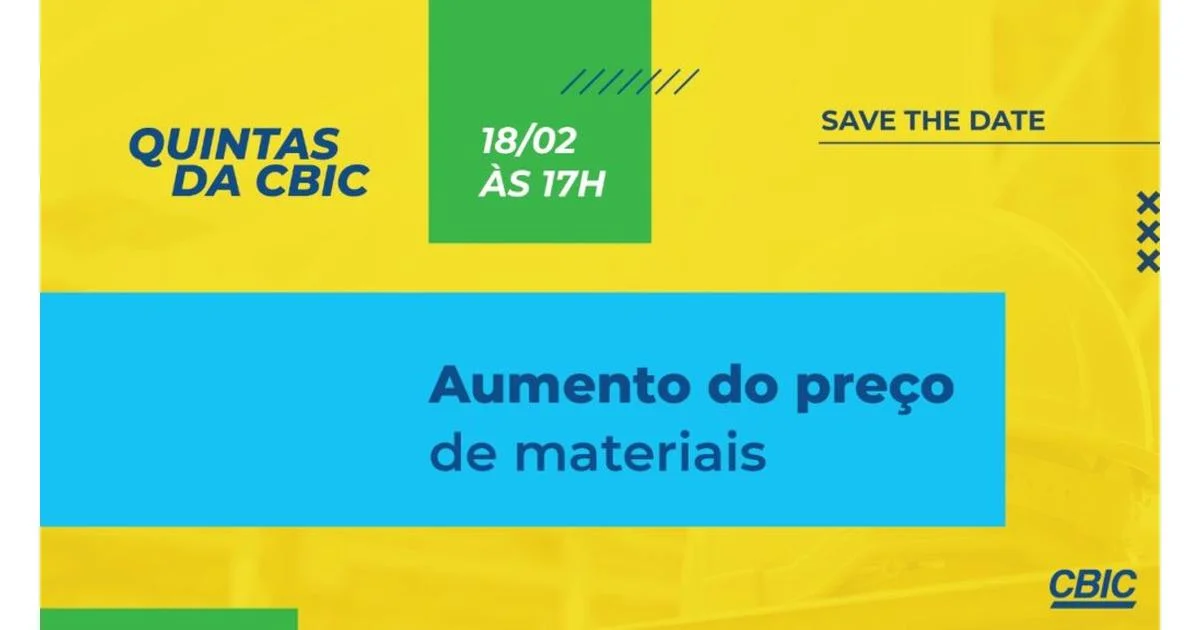 QUINTAS
DA CBIC
18/02
ÀS 17H
SAVE THE DATE
Aumento do preço
de materiais
CBIC